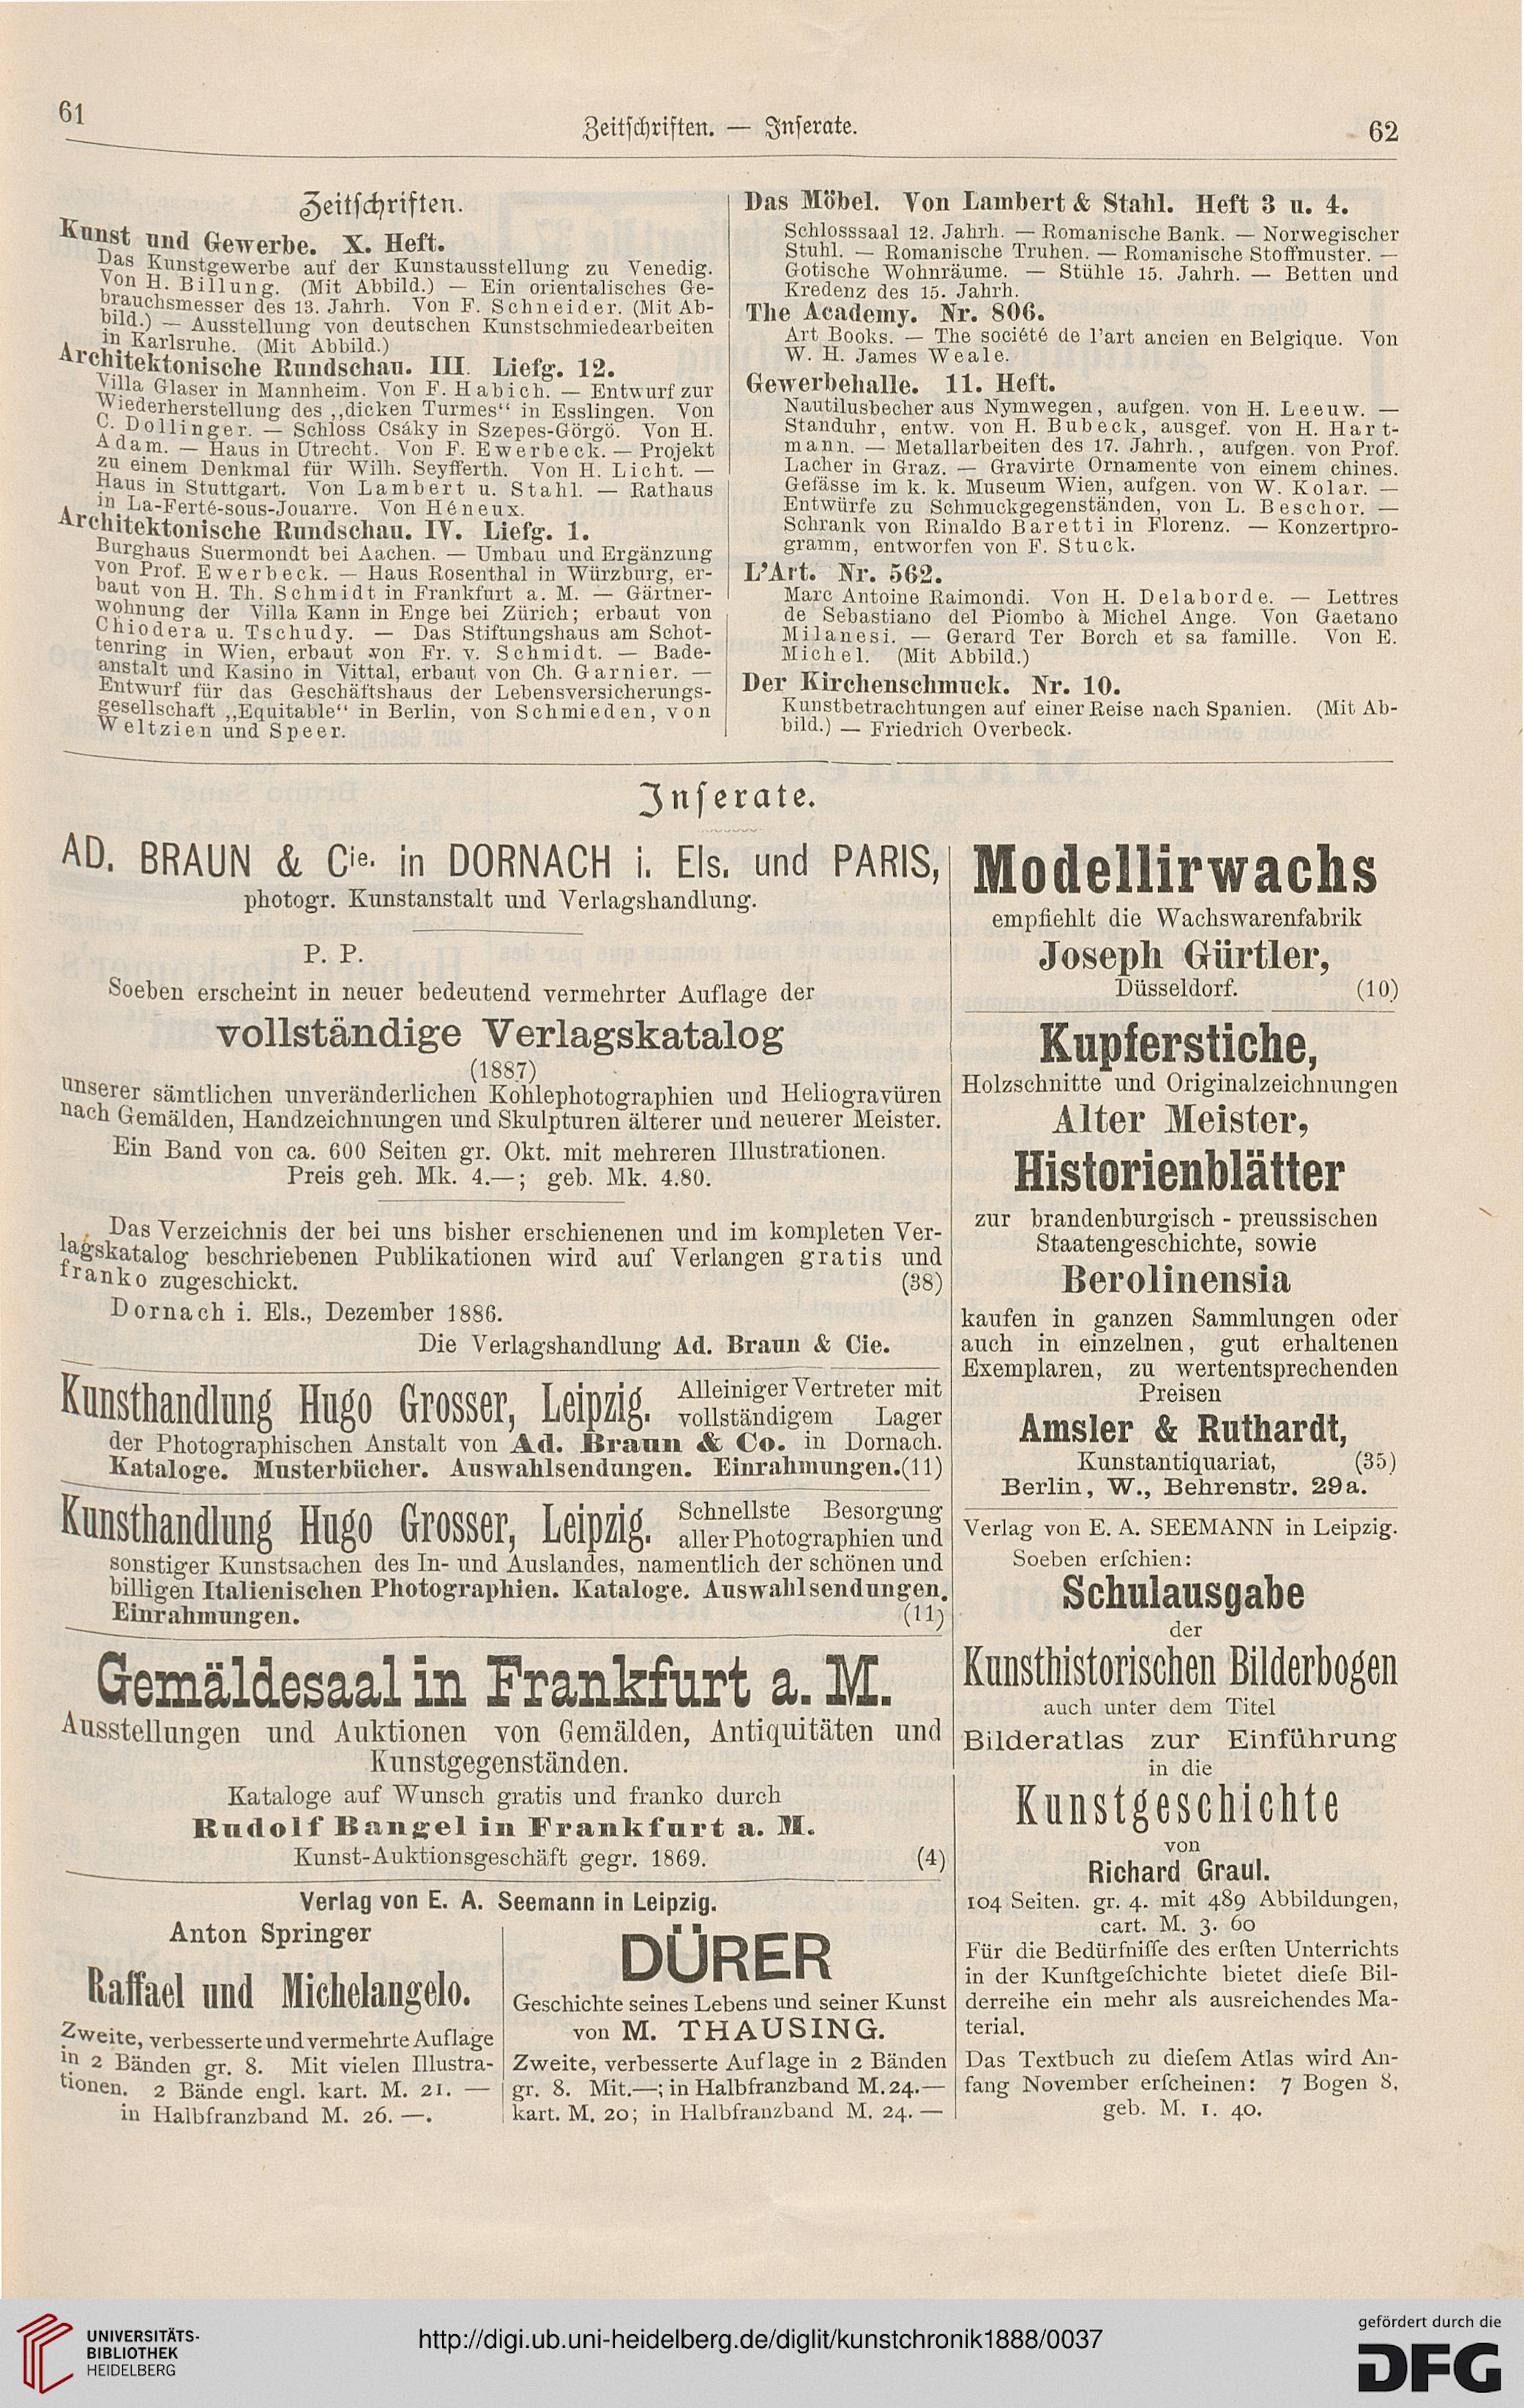 61
Zeitschriften. — Inserate.
62
Zeitschriften.
Kunst und Gewerbe. X. Heft.
Das Kunstgewerbe auf der Kunstausstellung zu Venedig.
Von H. Billung. (Mit Abbild.) — Ein orientalisches Ge-
brauchsmesser des 13. Jahrh. Von F. Schneider. (Mit Ab-
bild.) — Ausstellung von deutschen Kunstschmiedearbeiten
in Karlsruhe. (Mit Abbild.)
Architektonische Rundschau. III. Liefg. 12.
Villa Glaser in Mannheim. Von F. Habich. — Entwurf zur
Wiederherstellung des „dicken Turmes“ in Esslingen. Von
C. Dollinger. — Schloss Csáky in Szepes-Görgö. Von H.
Adam. — Haus in Utrecht. Von F. Ewerbeck. — Projekt
zu einem Denkmal für Wilh. Seyfferth. Von H. Licht. —
Haus in Stuttgart. Von Lambert u. Stahl. — Rathaus
in La-Ferté-sous-Jouarre. Von Héneux.
Architektonische Rundschau. IV. Liefg. 1.
Burghaus Suermondt bei Aachen. — Umbau und Ergänzung
von Prof. Ewerbeck. — Haus Rosenthal in Würzburg, er-
baut von H. Th. Schmidt in Frankfurt a. M. — Gärtner-
wohnung der Villa Kann in Enge bei Zürich; erbaut von
Chiodera u. Tschudy. — Das Stiftungshaus am Schot-
tenring in Wien, erbaut von Fr. v. Schmidt. — Bade-
anstalt und Kasino in Vittal, erbaut von Ch. Garnier. —
Entwurf für das Geschäftshaus der Lebensversicherungs-
gesellschaft „Equitable“ in Berlin, von Schmieden, von
Weltzien und Speer.
Das Möbel. Von Lambert & Stahl. Heft 3 u. 4.
Schlosssaal 12. Jahrh. — Romanische Bank. — Norwegischer
Stuhl. — Romanische Truhen. — Romanische Stoffmuster. —
Gotische Wohnräume. — Stühle 15. Jahrh. — Betten und
Kredenz des 15. Jahrh.
The Academy. Nr. 806.
Art Books. — The société de l'art ancien en Belgique. Von
W. H. James Weale.
Gewerbehalle. 11. Heft.
Nautilusbecher aus Nymwegen, aufgen. von H. Leeuw. —
Standuhr, entw. von H. Bubeck, ausgef. von H. Hart-
mann. — Metallarbeiten des 17. Jahrh., aufgen. von Prof.
Lacher in Graz. — Gravirte Ornamente von einem chines.
Gefässe im k. k. Museum Wien, aufgen. von W. Kolar. —
Entwürfe zu Schmuckgegenständen, von L. Beschor. —
Schrank von Rinaldo Baretti in Florenz. — Konzertpro-
gramm, entworfen von F. Stuck.
L'Art. Nr. 562.
Marc Antoine Raimondi. Von H. Delaborde. — Lettres
de Sebastiano del Piombo à Michel Ange. Von Gaetano
Milanesi. — Gerard Ter Borch et sa famille. Von E.
Michel. (Mit Abbild.)
Der Kirchenschmuck. Nr. 10.
Kunstbetrachtungen auf einer Reise nach Spanien. (Mit Ab-
bild.) — Friedrich Overbeck.
Inserate.
AD. BRAUN & Cie. in DORNACH i. Els. und PARIS,
photogr. Kunstanstalt und Verlagshandlung.
P. P.
Soeben erscheint in neuer bedeutend vermehrter Auflage der
vollständige Verlagskatalog
(1887)
unserer sämtlichen unveränderlichen Kohlephotographien und Heliogravüren
nach Gemälden, Handzeichnungen und Skulpturen älterer und neuerer Meister.
Ein Band von ca. 600 Seiten gr. Okt. mit mehreren Illustrationen.
Preis geh. Mk. 4.—; geb. Mk. 4.80.
Das Verzeichnis der bei uns bisher erschienenen und im kompleten Ver-
lagskatalog beschriebenen Publikationen wird auf Verlangen gratis und
franko zugeschickt. (38)
Dornach i. Els., Dezember 1886.
Die Verlagshandlung Ad. Braun & Cie.
Kunsthandlung Hugo Grosser, Leipzig. Alleiniger Vertreter mit
vollständigem Lager
der Photographischen Anstalt von Ad. Braun & Co. in Dornach.
Kataloge. Musterbücher. Auswahlsendungen. Einrahmungen. (11)
Kunsthandlung Hugo Grosser, Leipzig. Schnellste Besorgung
aller Photographien und
sonstiger Kunstsachen des In- und Auslandes, namentlich der schönen und
billigen Italienischen Photographien. Kataloge. Auswahlsendungen.
Einrahmungen. (11)
Gemäldesaal in Frankfurt a. M.
Ausstellungen und Auktionen von Gemälden, Antiquitäten und
Kunstgegenständen.
Kataloge auf Wunsch gratis und franko durch
Rudolf Bangel in Frankfurt a. M.
Kunst-Auktionsgeschäft gegr. 1869. (4)
Verlag von E. A. Seemann in Leipzig.
Anton Springer
Raffael und Michelangelo.
Zweite, verbesserte und vermehrte Auflage
in 2 Bänden gr. 8. Mit vielen Illustra-
tionen. 2 Bände engl. kart. M. 21. —
in Halbfranzband M. 26. —.
DÜRER
Geschichte seines Lebens und seiner Kunst
von M. THAUSING.
Zweite, verbesserte Auflage in 2 Bänden
gr. 8. Mit.—; in Halbfranzband M. 24.—
kart. M. 20; in Halbfranzband M. 24. —
Modellirwachs
empfiehlt die Wachswarenfabrik
Joseph Gürtler,
Düsseldorf. (10)
Kupferstiche,
Holzschnitte und Originalzeichnungen
Alter Meister,
Historienblätter
zur brandenburgisch - preussischen
Staatengeschichte, sowie
Berolinensia
kaufen in ganzen Sammlungen oder
auch in einzelnen, gut erhaltenen
Exemplaren, zu wertentsprechenden
Preisen
Amsler & Ruthardt,
Kunstantiquariat, (35)
Berlin, W., Behrenstr. 29a.
Verlag von E. A. SEEMANN in Leipzig.
Soeben erſchien:
Schulausgabe
der
Kunsthistorischen Bilderbogen
auch unter dem Titel
Bilderatlas zur Einführung
in die
Kunstgeschichte
von
Richard Graul.
104 Seiten. gr. 4. mit 489 Abbildungen,
cart. M. 3. 60
Für die Bedürfniſſe des erſten Unterrichts
in der Kunſtgeſchichte bietet dieſe Bil-
derreihe ein mehr als ausreichendes Ma-
terial.
Das Textbuch zu dieſem Atlas wird An-
fang November erſcheinen: 7 Bogen 8.
geb. M. 1. 40.
UNIVERSITÄTS-
BIBLIOTHEK
HEIDELBERG
http://digi.ub.uni-heidelberg.de/diglit/kunstchronik1888/0037
gefördert durch die
DFG